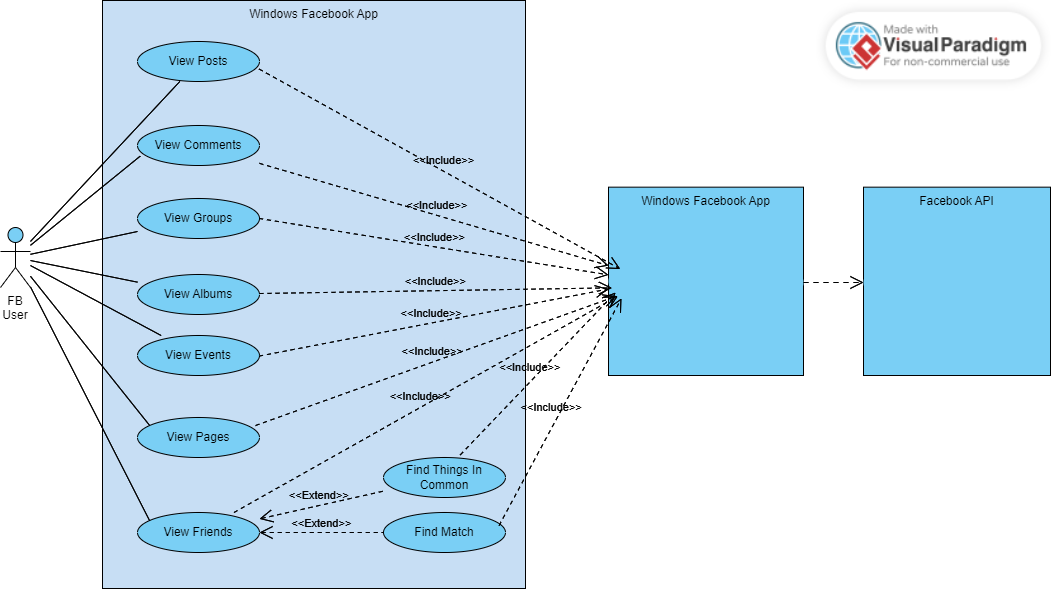 Windows Facebook App
Made with
VisualParadigm
For non-commercial use
View Posts
View Comments
<<Include>>
Windows Facebook App
Facebook API
<<Include>>
View Groups
<<Include>>
<<Include>>
View Albums
FB
User
<<Include>>
View Events
<<Include>>
<<Include>>
<<Include>>
<<Include>>
View Pages
Find Things In
Common
<<Extend>>
<<Extend>>
View Friends
Find Match